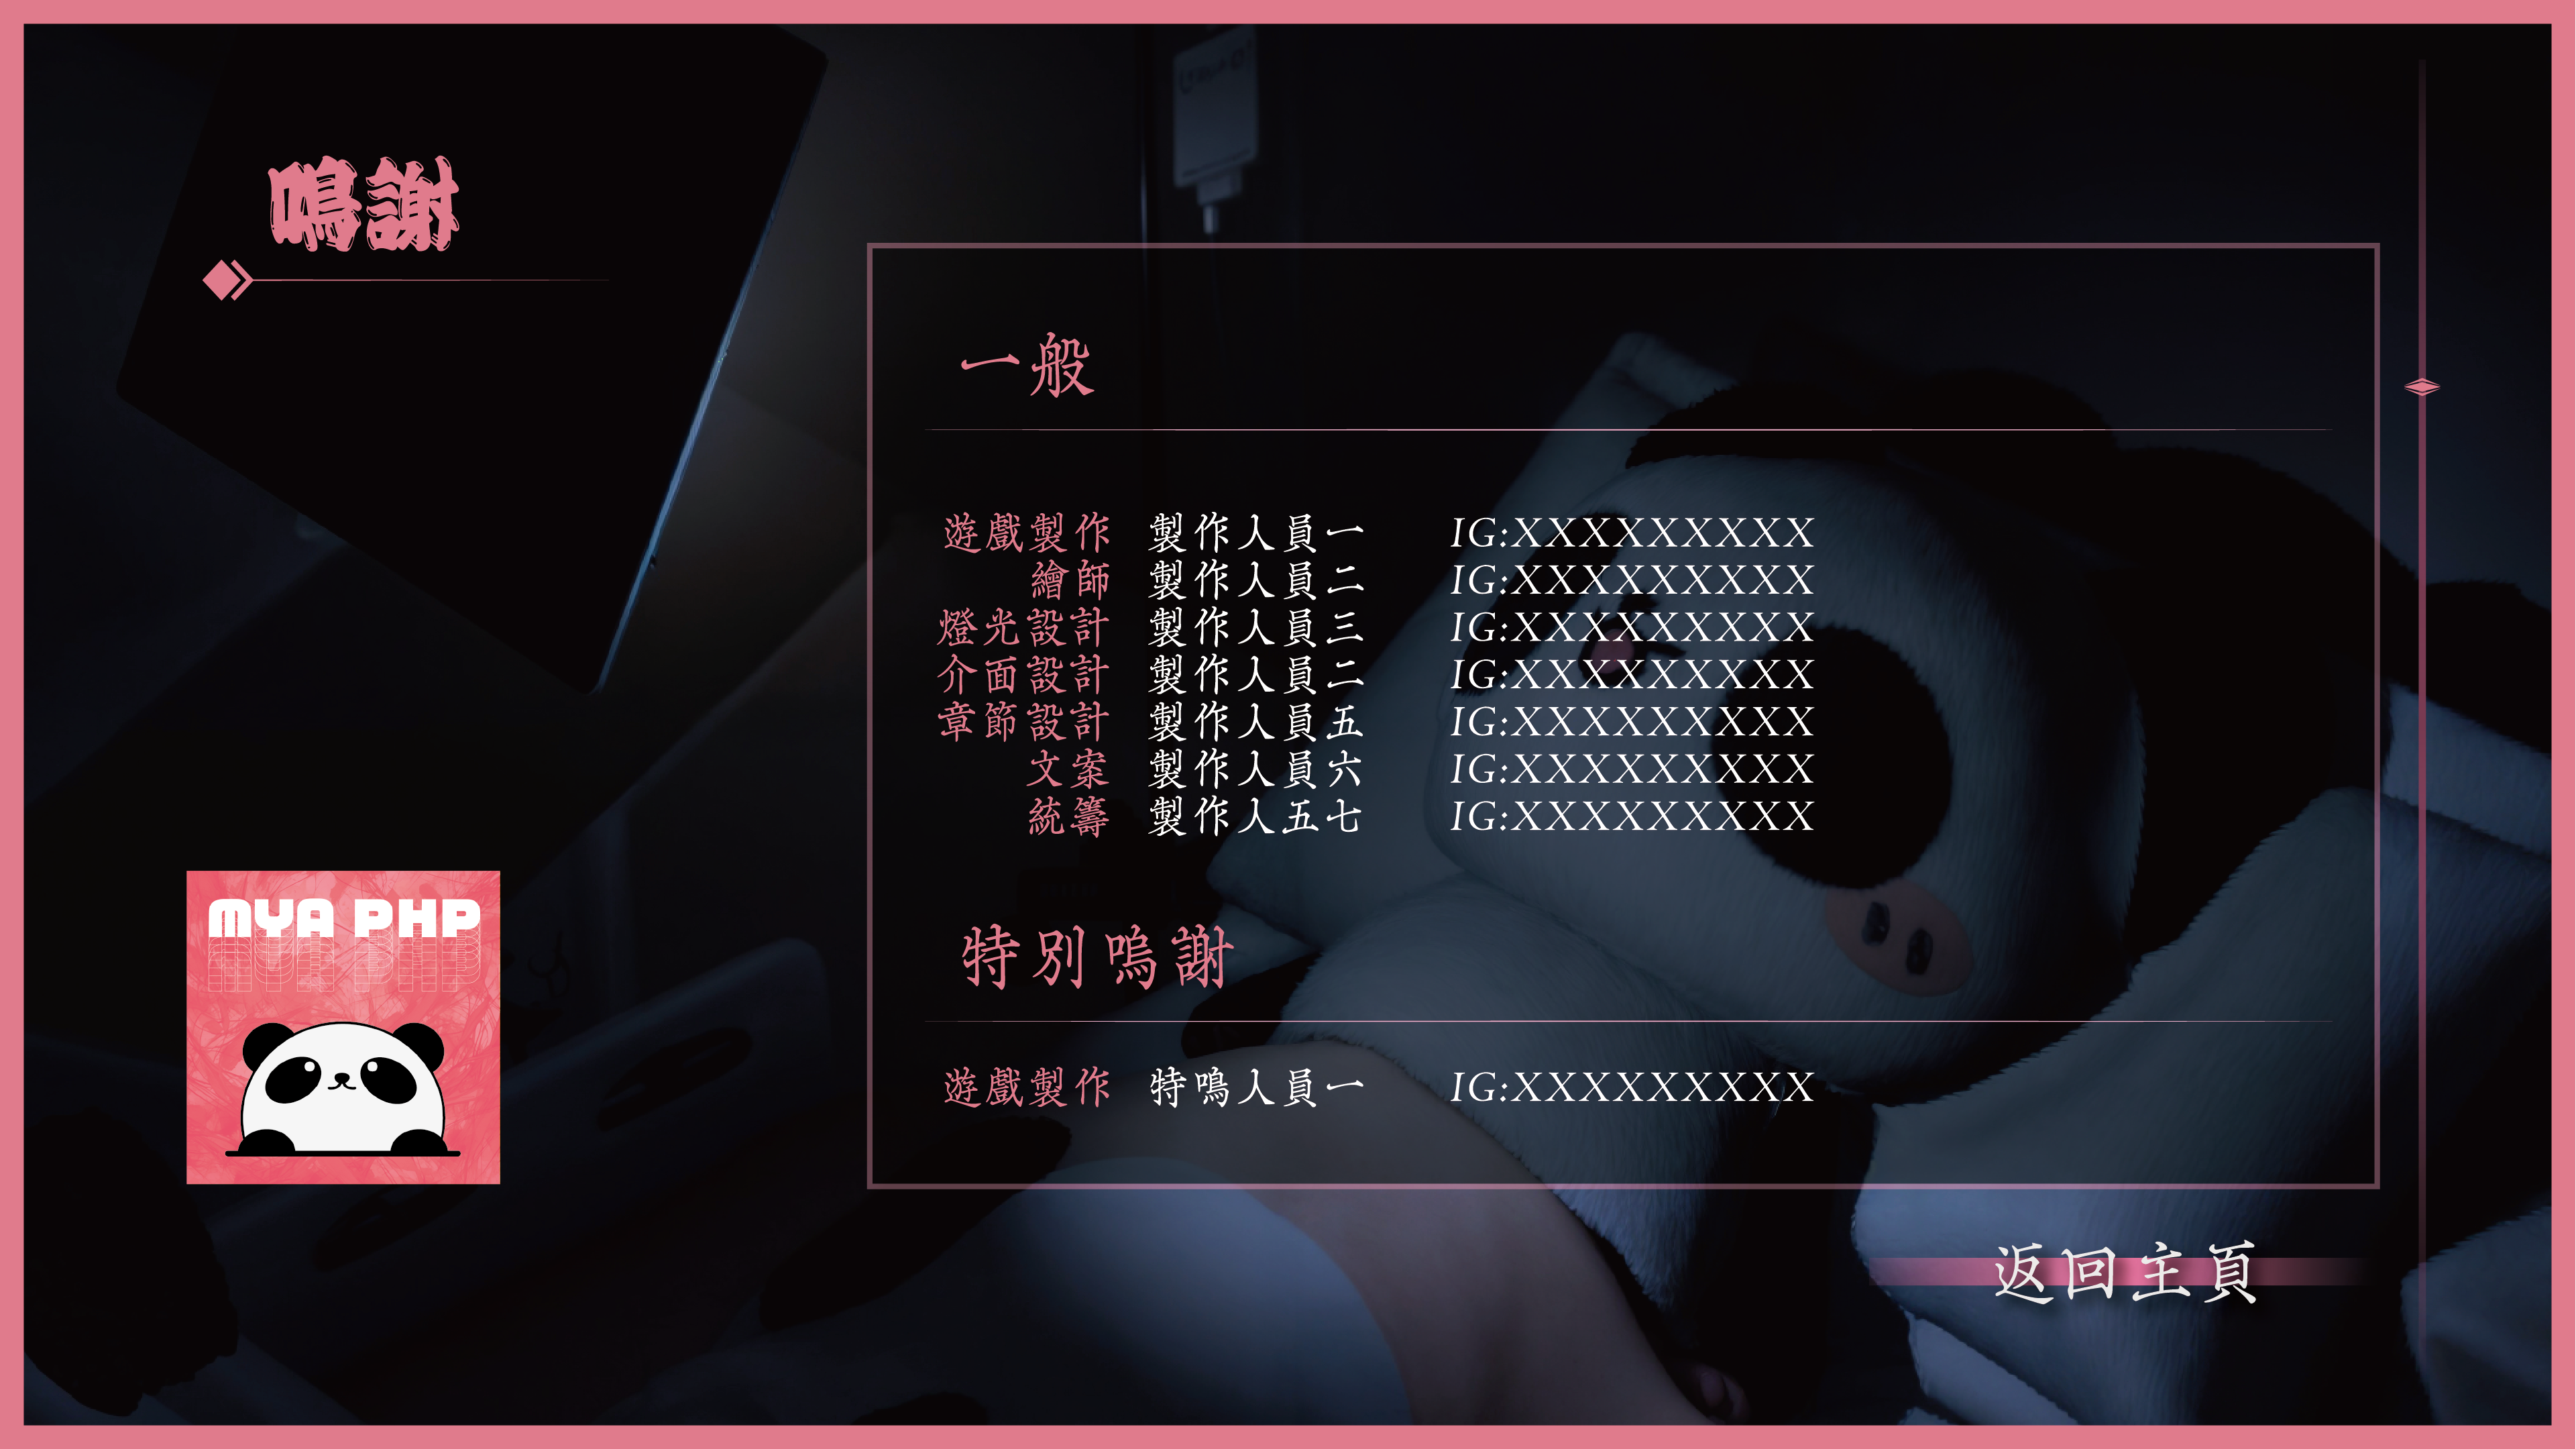 鳴謝
一般
遊戲製作 製作人員一 IG:XXXXXXXXX
繪師 製作人員二 IG:XXXXXXXXX
燈光設計 製作人員三 IG:XXXXXXXXX
介面設計 製作人員二 IG:XXXXXXXXX
章節設計 製作人員五 IG:XXXXXXXXX
文案 製作人員六 IG:XXXXXXXXX
統籌 製作人五七 IG:XXXXXXXXX
特別嗚謝
遊戲製作 特鳴人員一 IG:XXXXXXXXX
MYA PHP
返回主頁